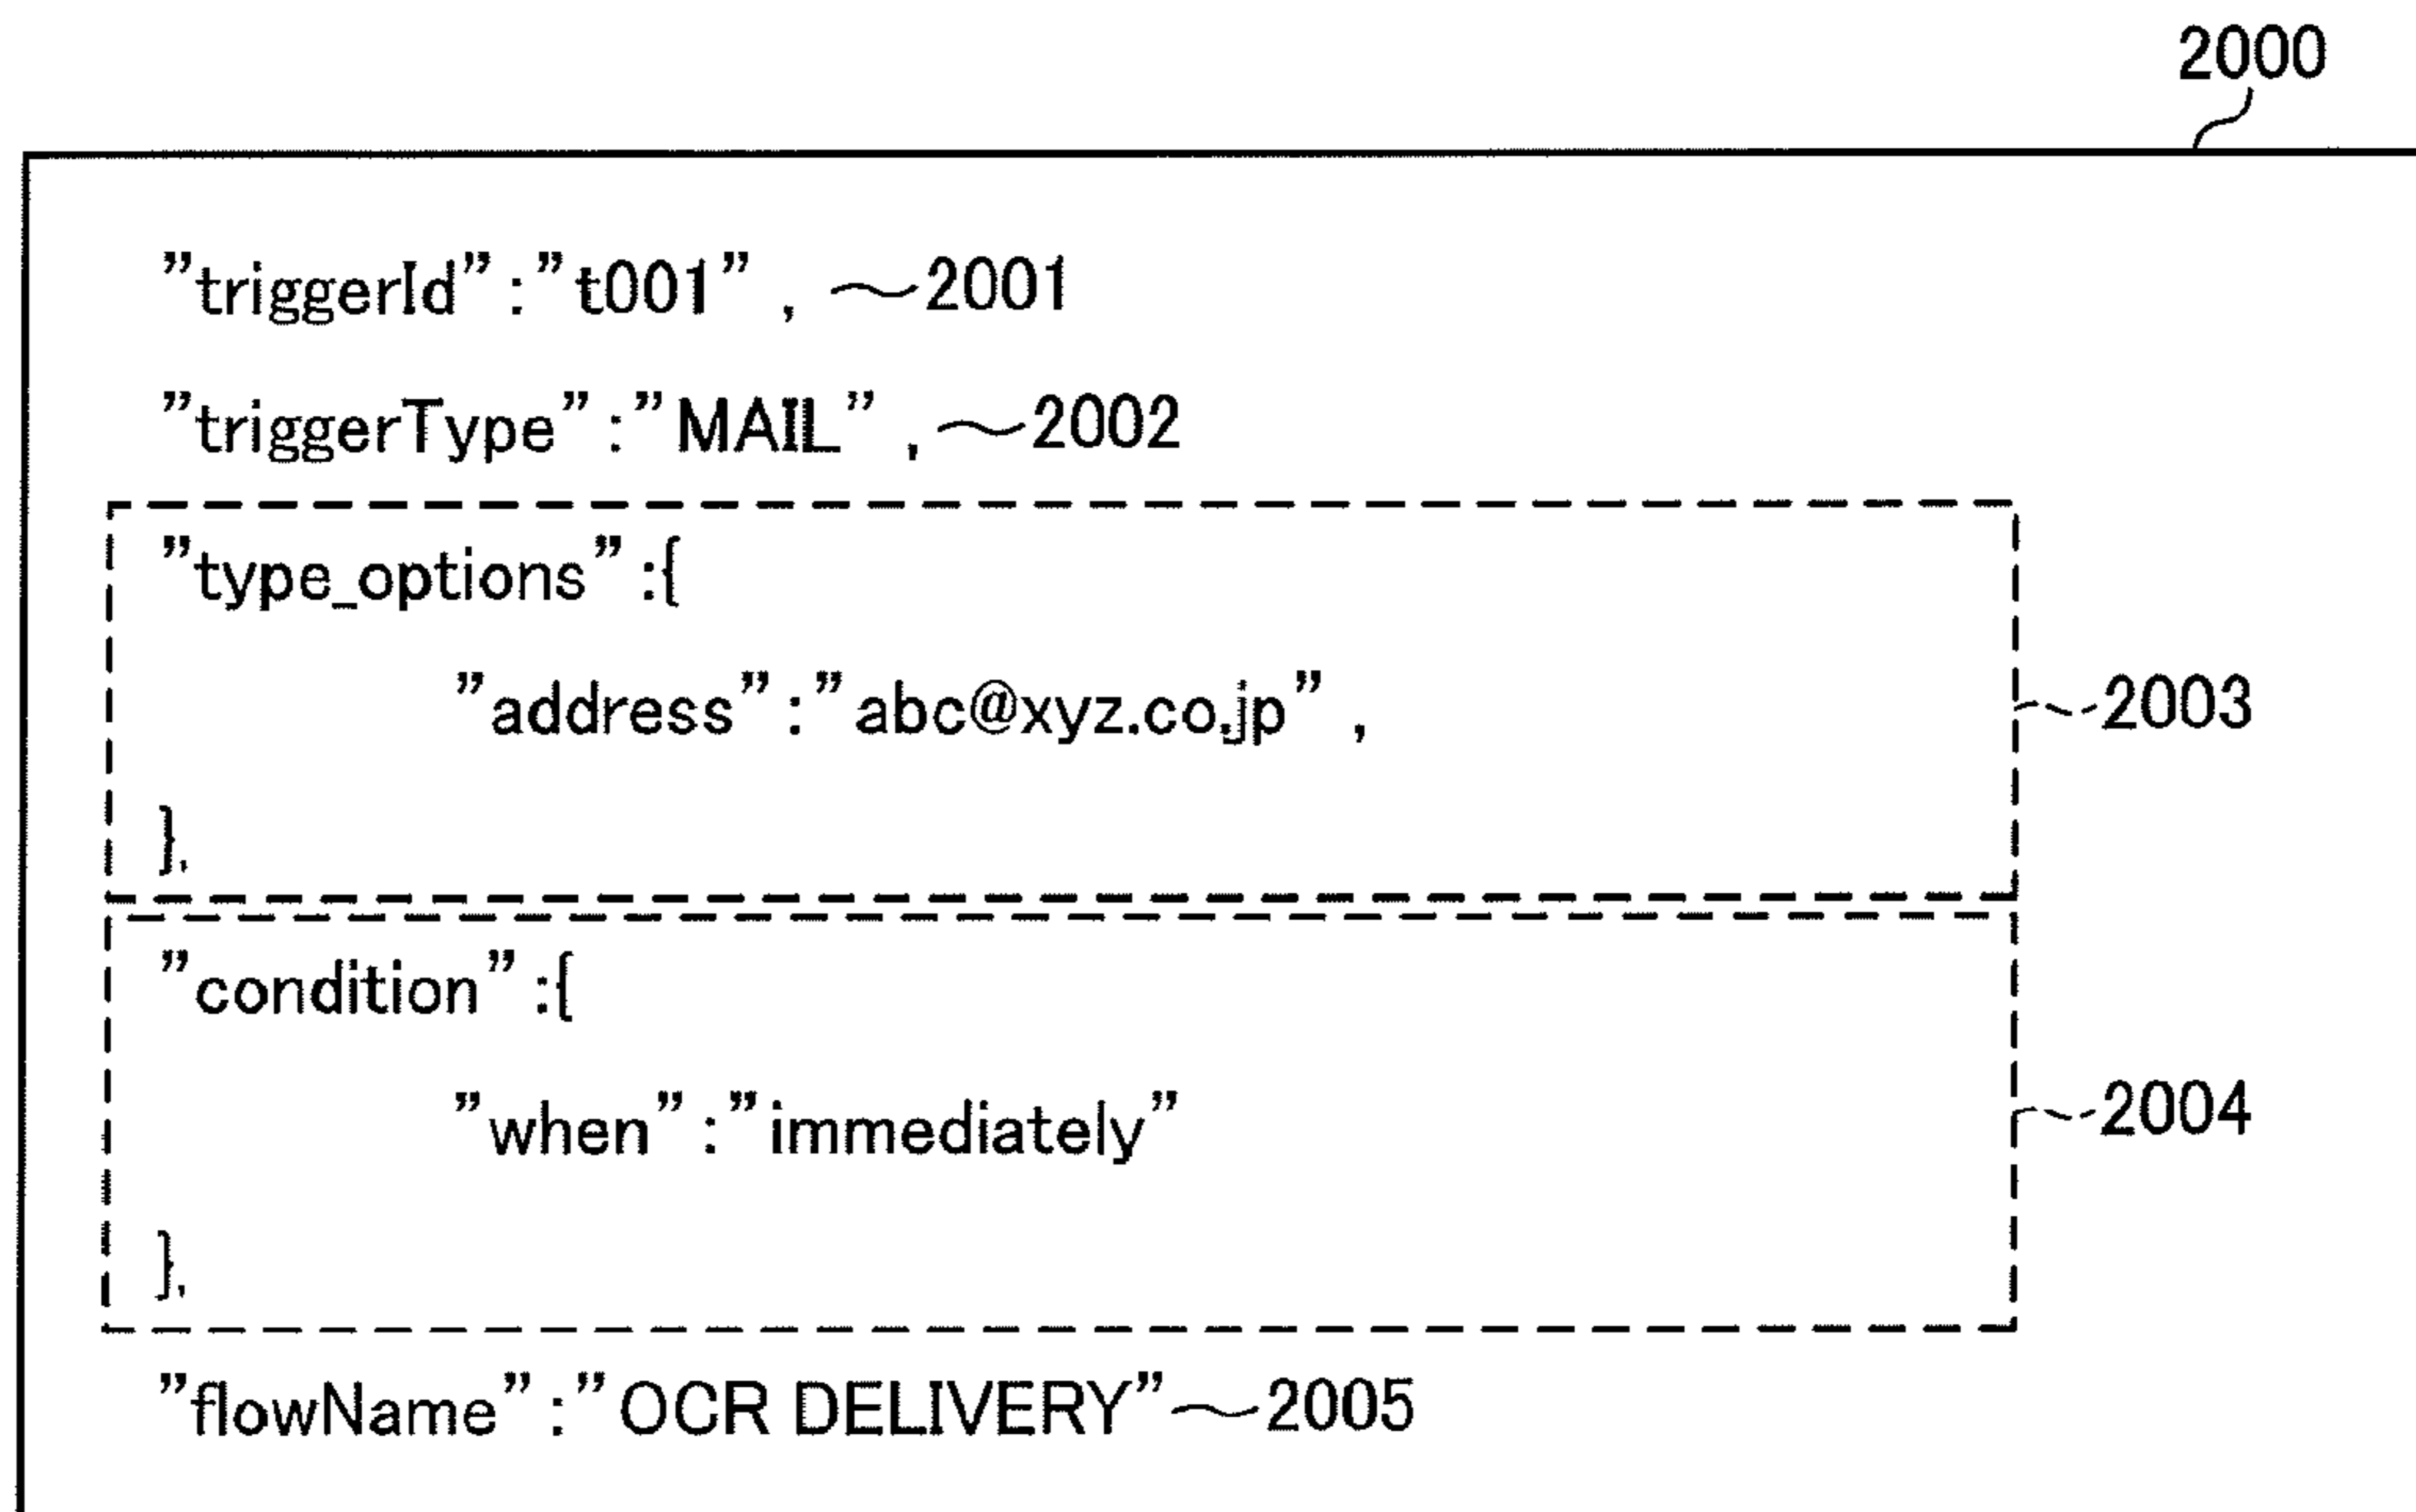 2000
”triggerId”:”t001”, 2001
”triggerType”:”MAIL”, 2002
”type_options”:{
”address”:”abc@xyz.co.jp”, 2003
},
”condition”:{
”when”:”immediately” 2004
},
”flowName”:”OCR DELIVERY” 2005